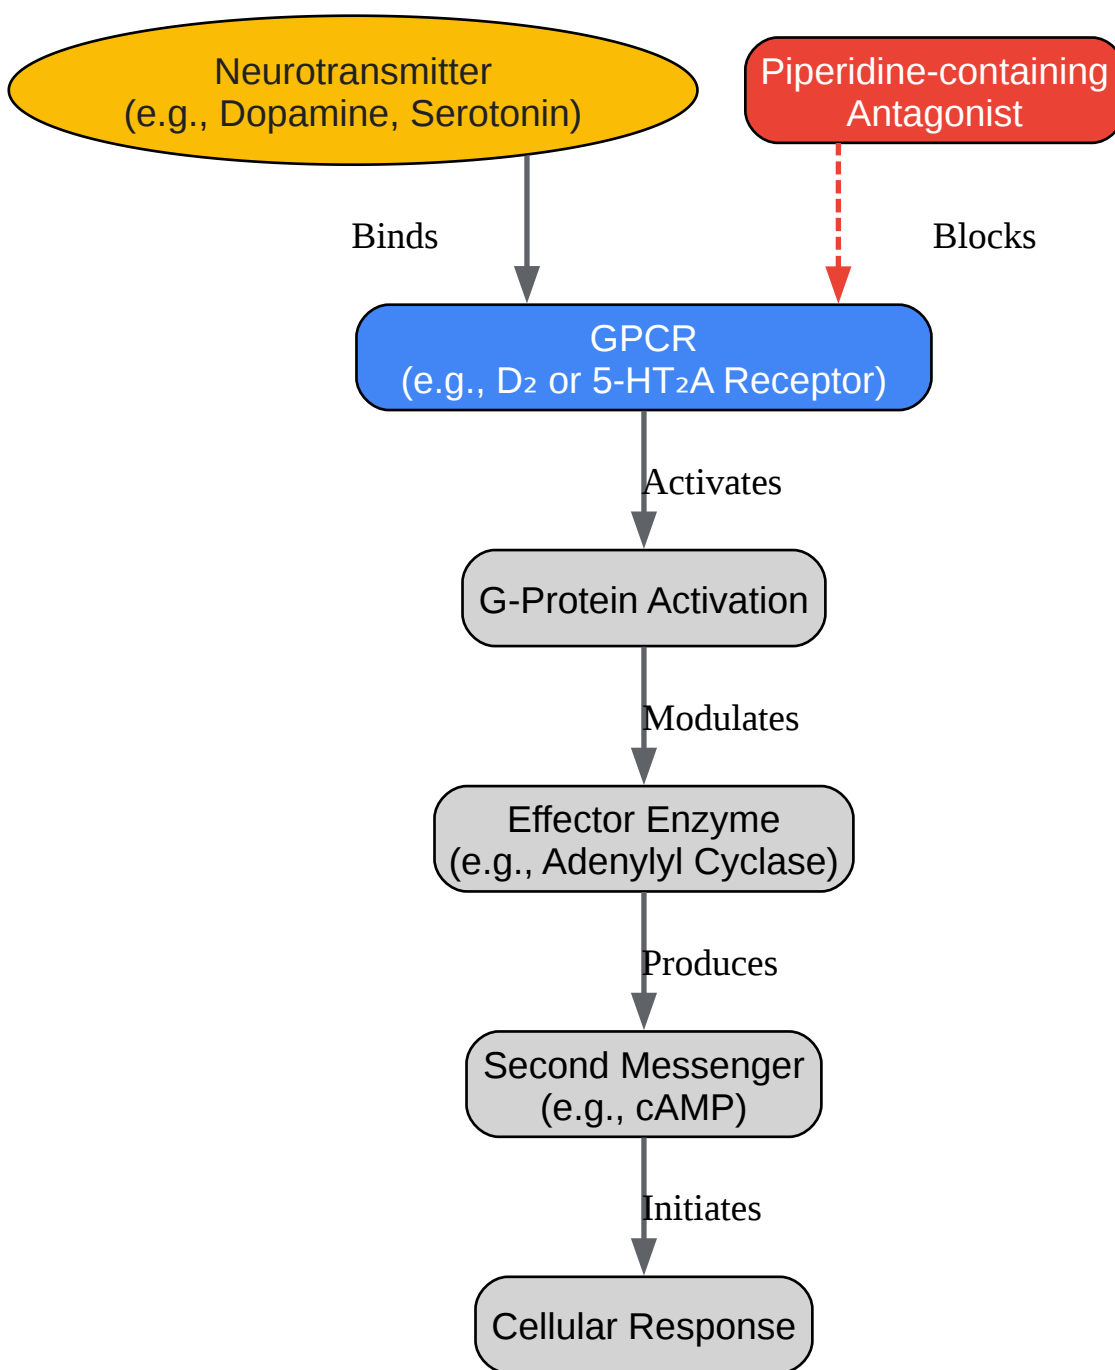 Neurotransmitter
(e.g., Dopamine, Serotonin)
Piperidine-containing
Antagonist
Binds
Blocks
GPCR
(e.g., D₂ or 5-HT₂A Receptor)
Activates
G-Protein Activation
Modulates
Effector Enzyme
(e.g., Adenylyl Cyclase)
Produces
Second Messenger
(e.g., cAMP)
Initiates
Cellular Response